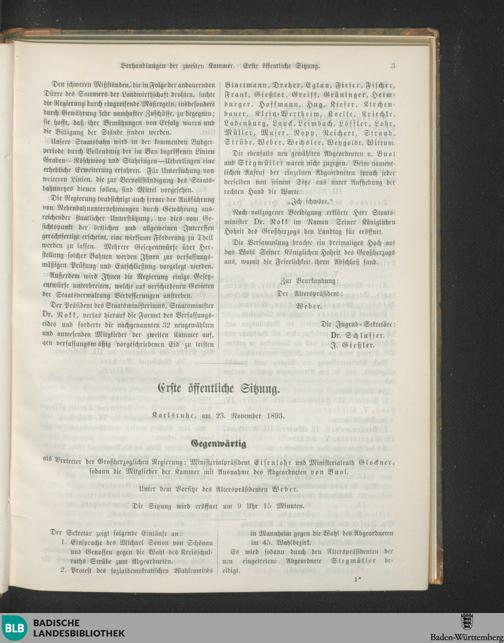 Verhandlungen der zweiten Kammer. Erste öffentliche Sitzung. 3
Den schweren Mißständen, die in Folge der andauernden
Dürre des Sommers der Landwirthschaft drohten, suchte
die Regierung durch eingreifende Maßregeln, insbesondere
durch Gewährung sehr namhafter Zuschüsse, zu begegnen;
sie hofft, daß ihre Bemühungen von Erfolg waren und
die Billigung der Stände finden werden.
Unsere Staatsbahn wird in der kommenden Budget-
periode durch Vollendung der in Bau begriffenen Linien
Graben-Röschwoog und Stahringen-Ueberlingen eine
erhebliche Erweiterung erfahren. Für Untersuchung von
weiteren Linien, die zur Vervollständigung des Staats-
bahnnetzes dienen sollen, sind Mittel vorgesehen.
Die Regierung beabsichtigt auch ferner der Ausführung
von Nebenbahnunternehmungen durch Gewährung aus-
reichender staatlicher Unterstützung, wo dies vom Ge-
sichtspunkt der örtlichen und allgemeinen Interessen
gerechtfertigt erscheint, eine wirksame Förderung zu Theil
werden zu lassen. Mehrere Gesetzentwürfe über Her-
stellung solcher Bahnen werden Ihnen zur verfassungs-
mäßigen Prüfung und Entschließung vorgelegt werden.
Außerdem wird Ihnen die Regierung einige Gesetz-
entwürfe unterbreiten, welche auf verschiedenen Gebieten
der Staatsverwaltung Verbesserungen anstreben.
Der Präsident des Staatsministeriums, Staatsminister
Dr. Nokk, verlas hierauf die Formel des Verfassungs-
eides und forderte die nachgenannten 32 neugewählten
und anwesenden Mitglieder der zweiten Kammer auf,
den verfassungsmäßig vorgeschriebenen Eid zu leisten
Blattmann, Dreher, Eglau, Fieser, Fischer,
Frank, Gießler, Greiff, Grüninger, Heim-
burger, Hoffmann, Hug, Kiefer, Kirchen-
bauer, Klein-Wertheim, Koelle, Kriechle,
Ladenburg, Lauck, Leimbach, Löffler, Lohr,
Müller, Muser, Nopp, Reichert, Straub,
Strübe, Weber, Wechsler, Weygoldt, Wittum.
Die ebenfalls neu gewählten Abgeordneten v. Buol
und Stegmüller waren nicht zugegen. Beim nament-
lichen Aufruf der einzelnen Abgeordneten sprach jeder
derselben von seinem Sitze aus unter Aufhebung der
rechten Hand die Worte:
„Ich schwöre."
Nach vollzogener Beeidigung erklärte Herr Staats-
minister Dr. Nokk im Namen Seiner Königlichen
Hoheit des Großherzogs den Landtag für eröffnet.
Die Versammlung brachte ein dreimaliges Hoch auf
das Wohl Seiner Königlichen Hoheit des Großherzogs
aus, womit die Feierlichkeit ihren Abschluß fand.
Zur Beurkundung:
Der Alterspräsident:
Weber.
Die Jugend-Sekretäre:
Dr. Schlusser.
J. Gießler.
Erste öffentliche Sitzung.
Karlsruhe, am 23. November 1893.
Gegenwärtig
als Vertreter der Großherzoglichen Regierung: Ministerialpräsident Eisenlohr und Ministerialrath Glockner,
sodann die Mitglieder der Kammer mit Ausnahme des Abgeordneten von Buol.
Unter dem Vorsitze des Alterspräsidenten Weber.
Die Sitzung wird eröffnet um 9 Uhr 15 Minuten.
Der Sekretär zeigt folgende Einläufe an:
1. Einsprache des Michael Simon von Schönau
und Genossen gegen die Wahl des Kreisschul-
raths Strübe zum Abgeordneten.
2. Protest des sozialdemokratischen Wahlkomités
in Mannheim gegen die Wahl des Abgeordneten
im 45. Wahlbezirk.
Es wird sodann durch den Alterspräsidenten der
neu eingetretene Abgeordnete Stegmüller be-
eidigt.
1*
BLB BADISCHE
LANDESBIBLIOTHEK
Baden-Württemberg